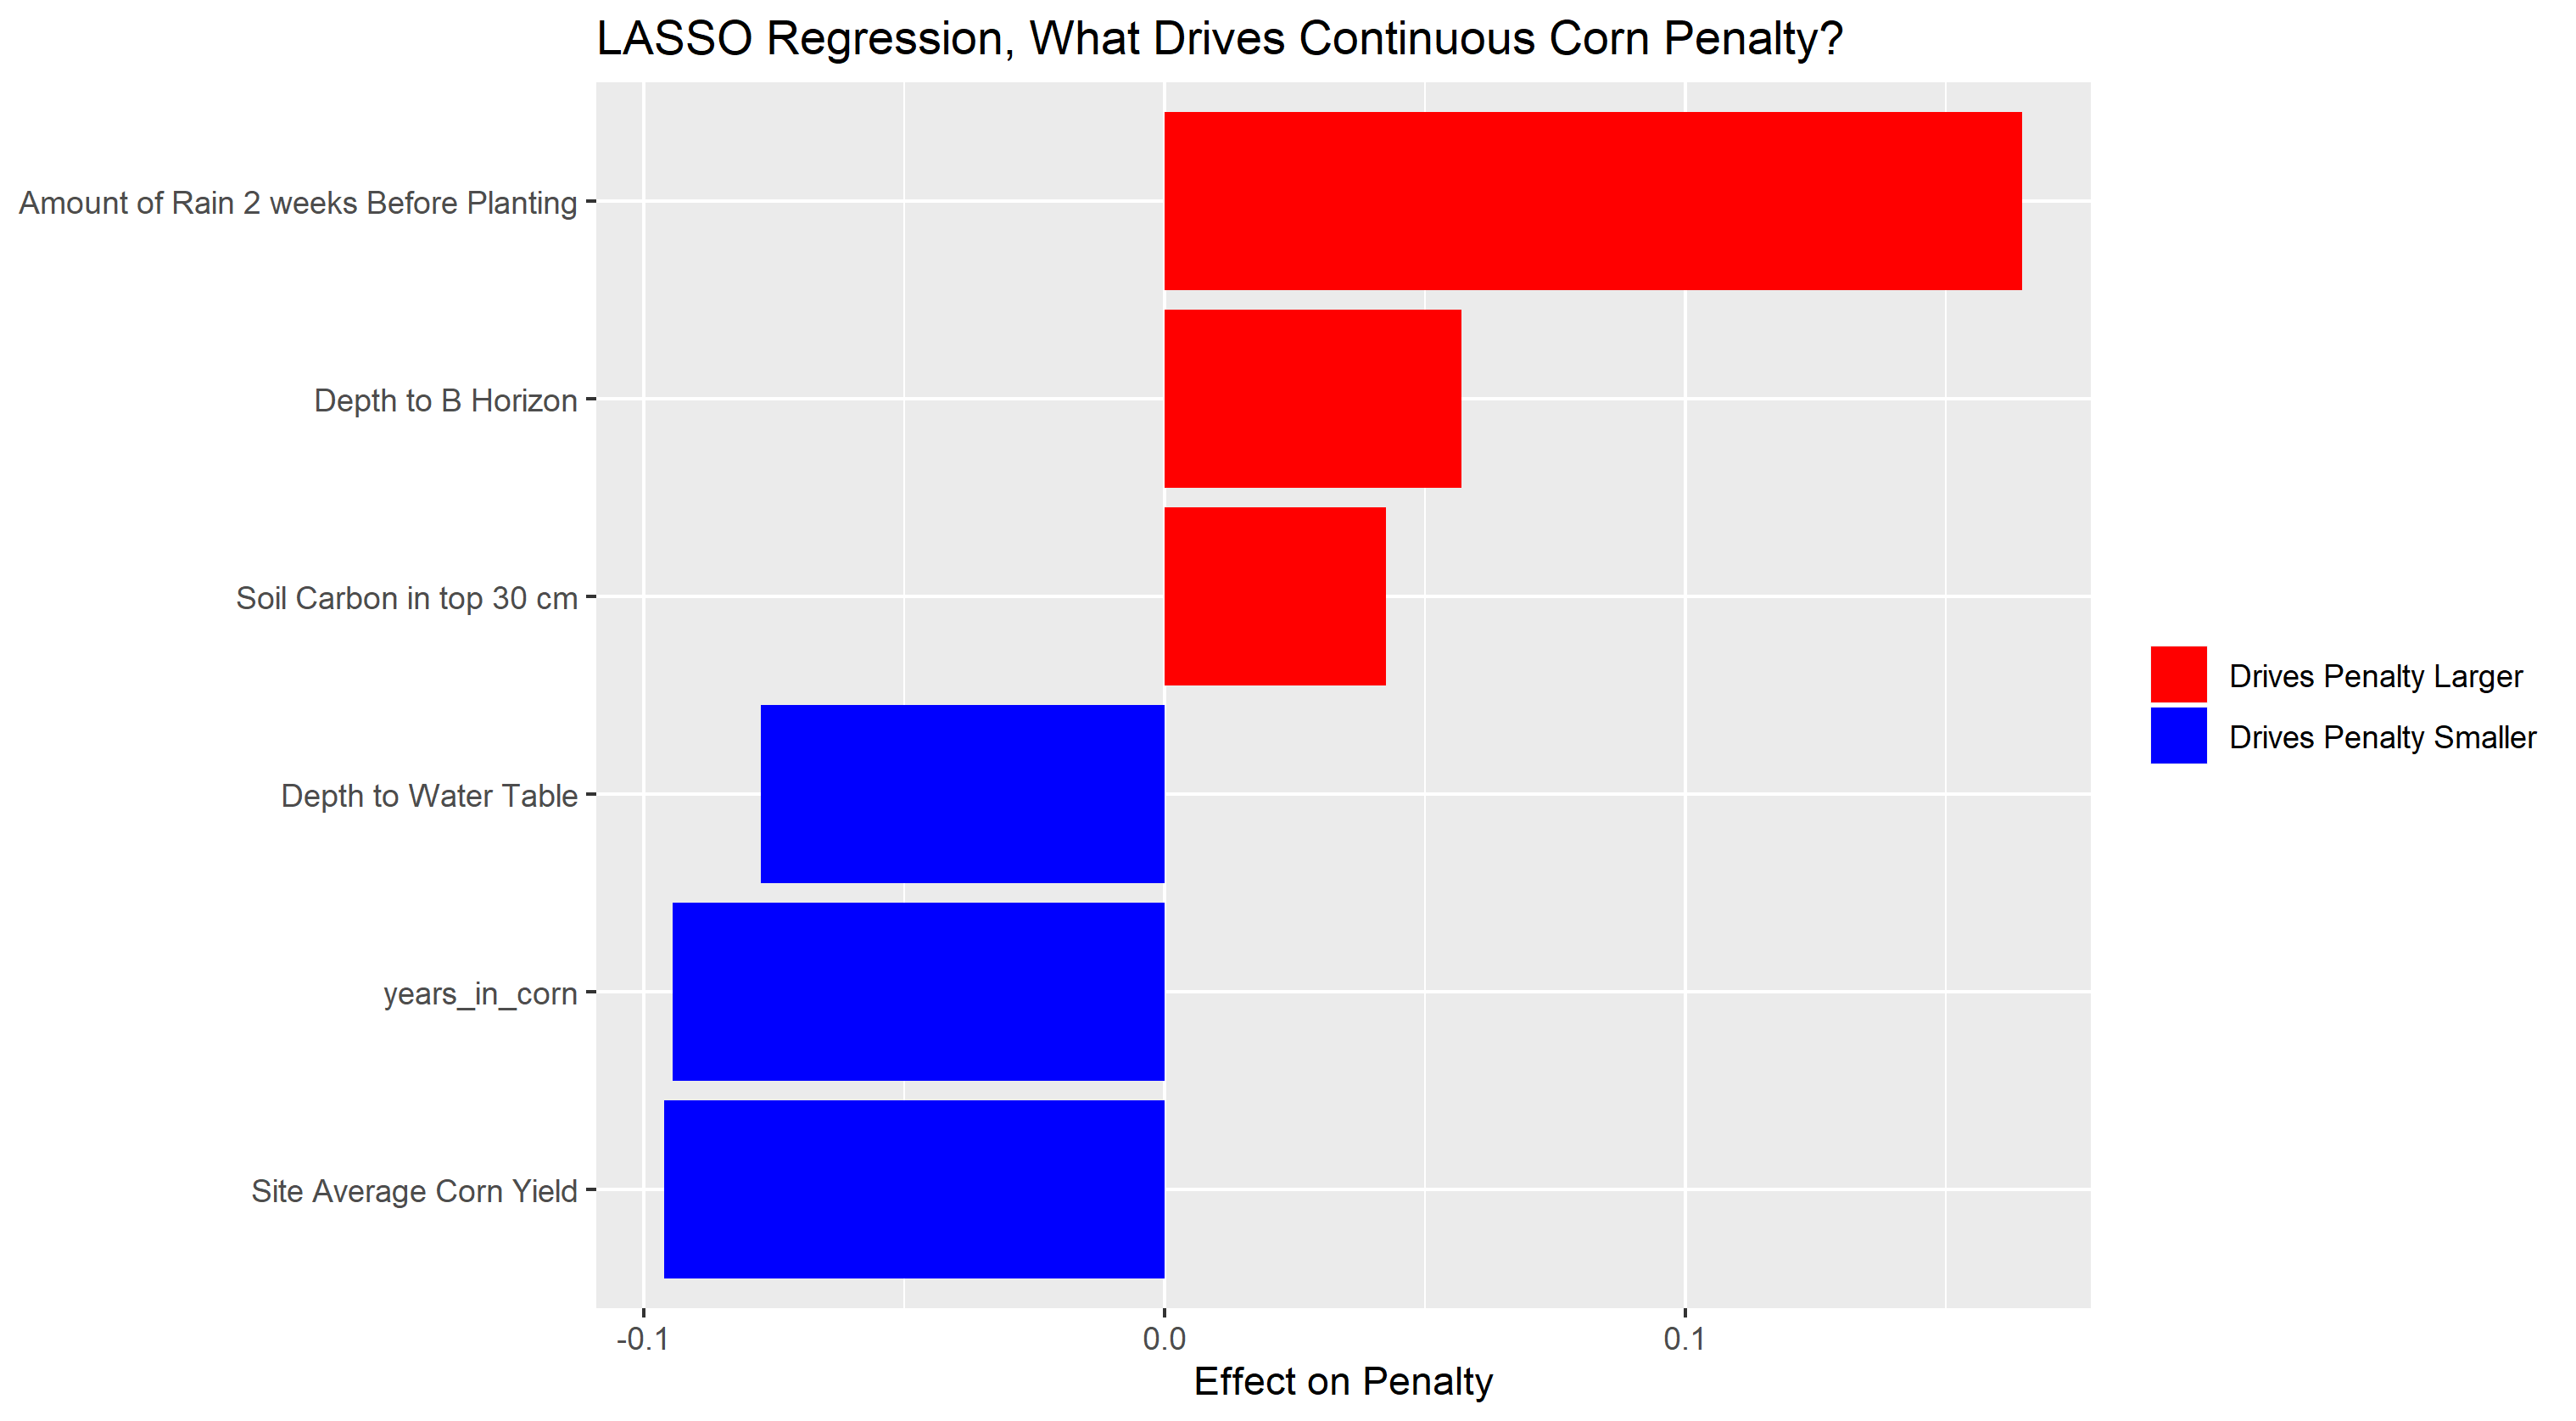 LASSO Regression, What Drives Continuous Corn Penalty?
Amount of Rain 2 weeks Before Planting
Depth to B Horizon
Soil Carbon in top 30 cm
Depth to Water Table
years_in_corn
Site Average Corn Yield
-0.1
0.0
0.1
Effect on Penalty
Drives Penalty Larger
Drives Penalty Smaller